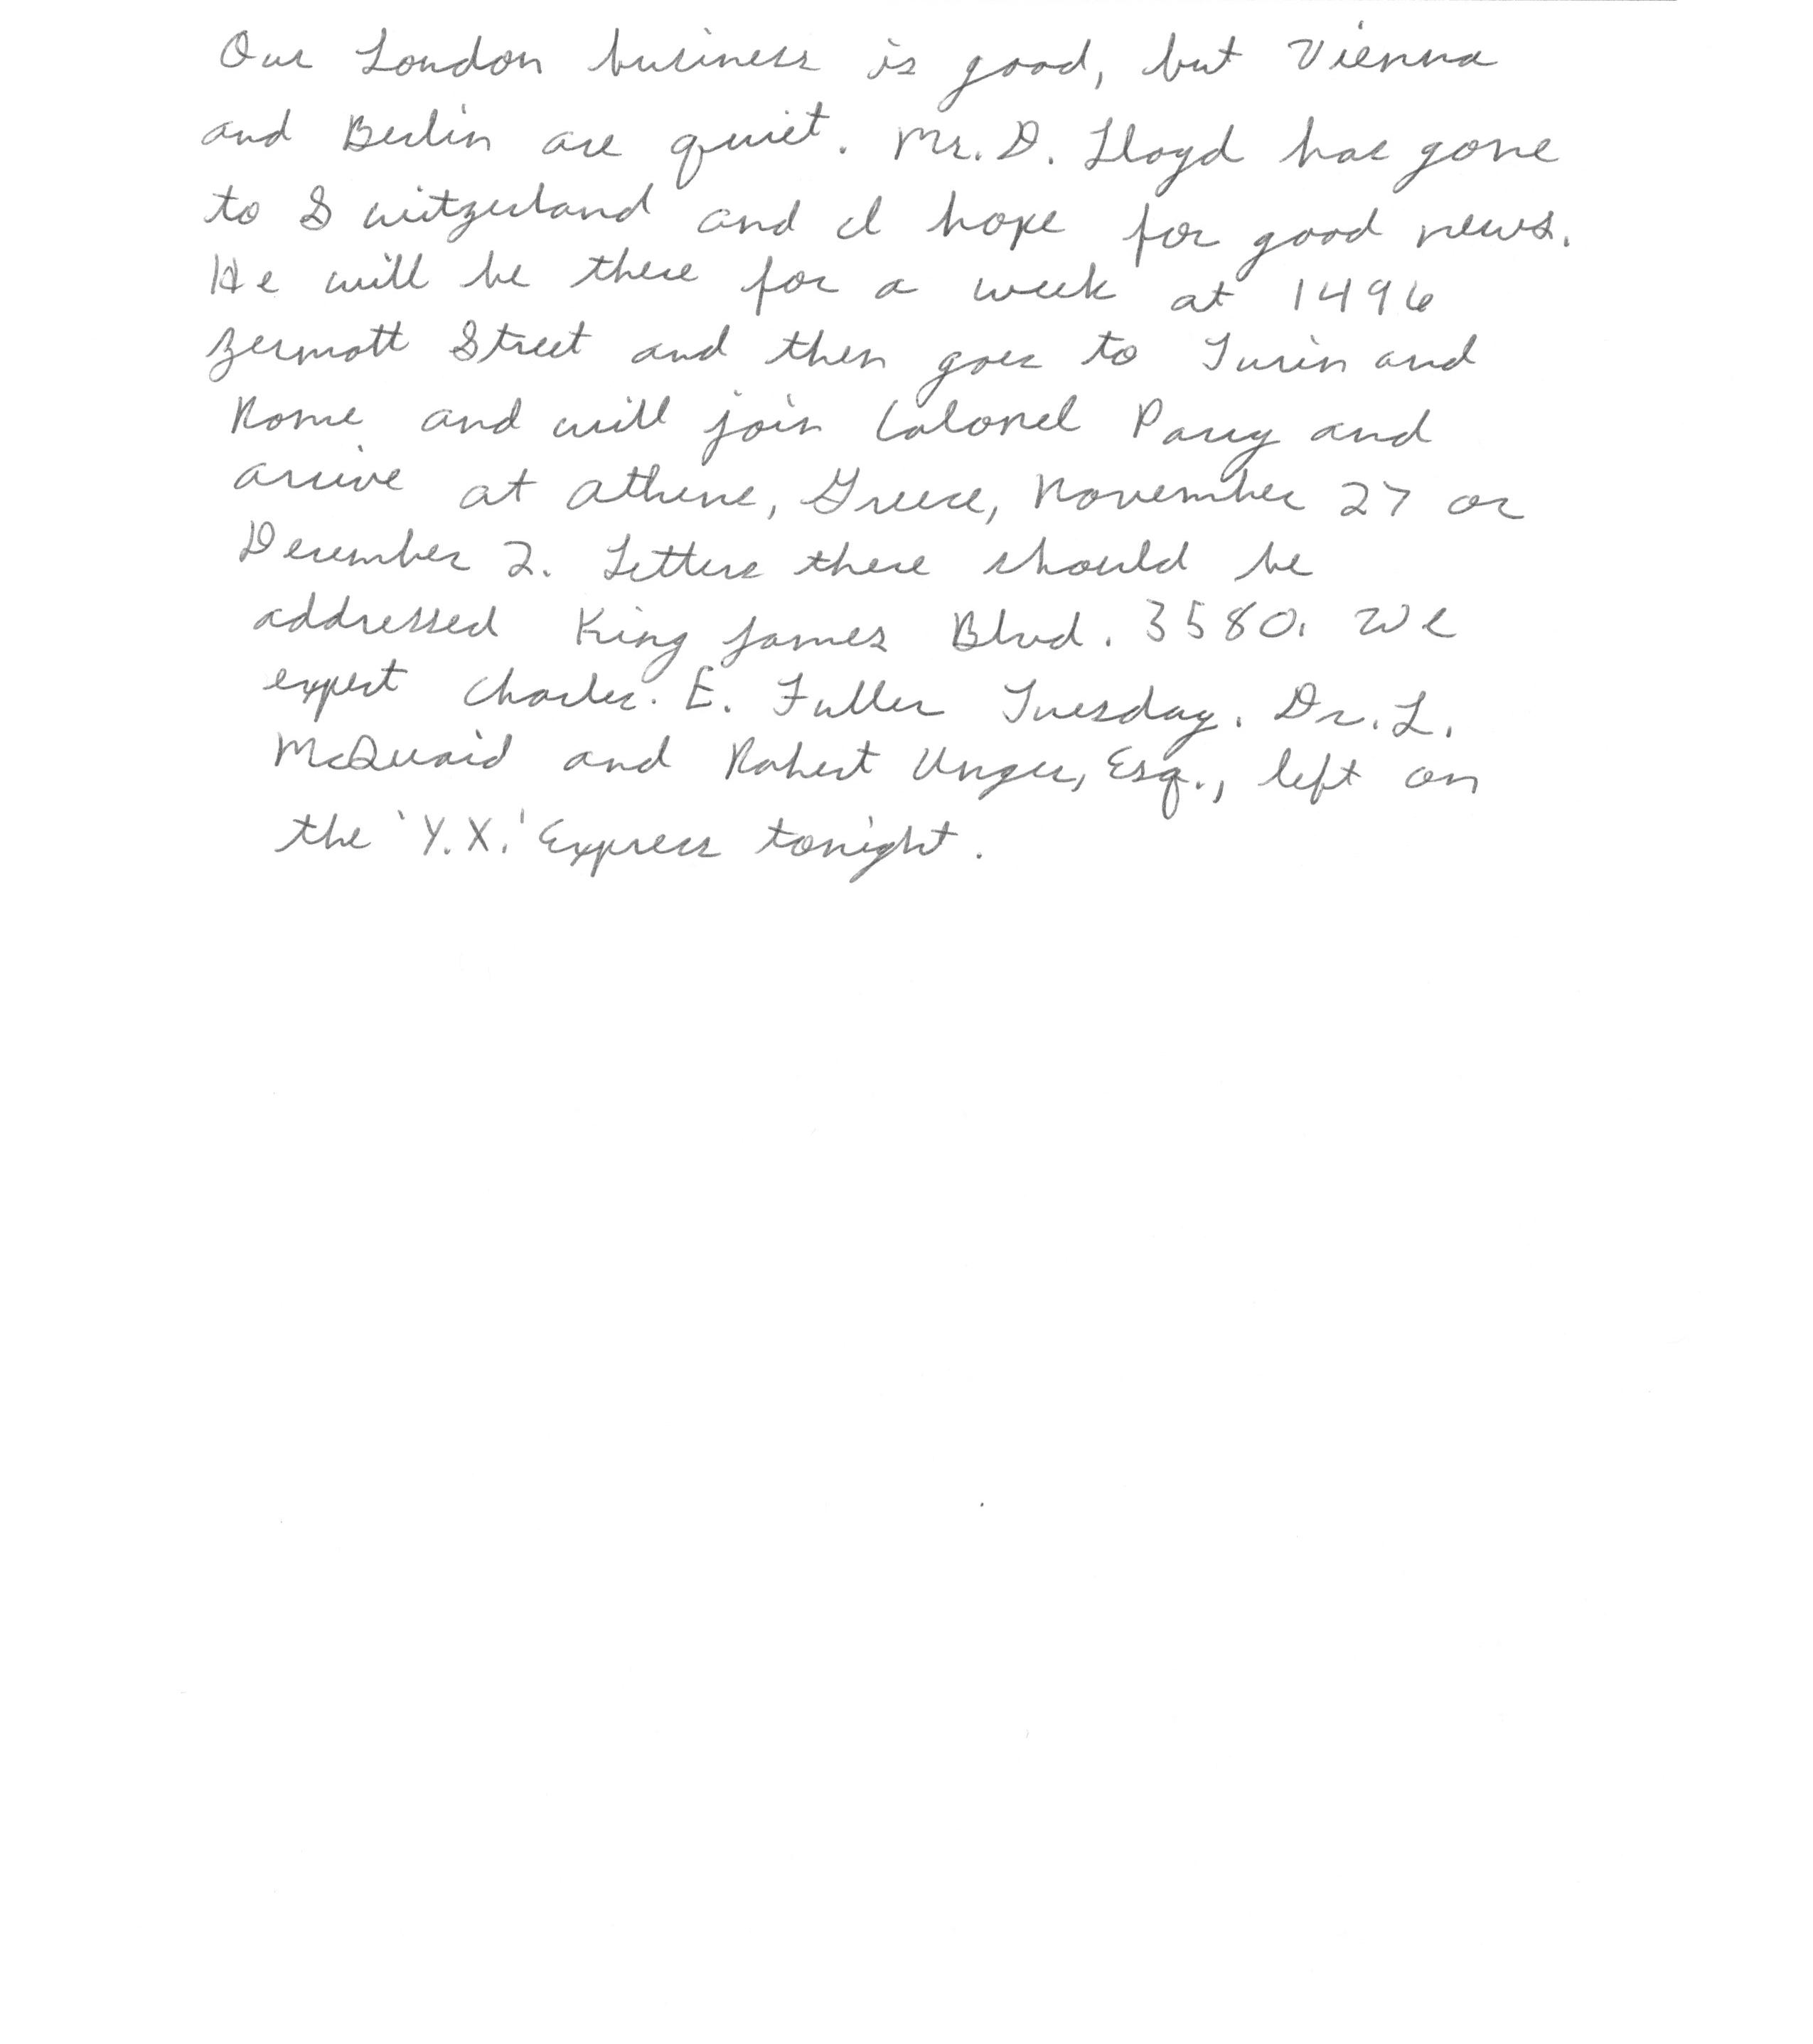 Our London business is good, but Vienna
and Berlin are quiet. Mr. D. Lloyd has gone
to Switzerland and I hope for good news.
He will be there for a week at 1496
Zermott Street and then goes to Turin and
Rome and will join Colonel Parry and
arrive at Athens, Greece, November 27 or
December 2. Letters there should be
addressed King James Blvd. 3580. We
expect Charles. E. Fuller Tuesday. Dr. L.
McQuaid and Robert Unger, Esq., left on
the 'Y.X.' Express tonight.